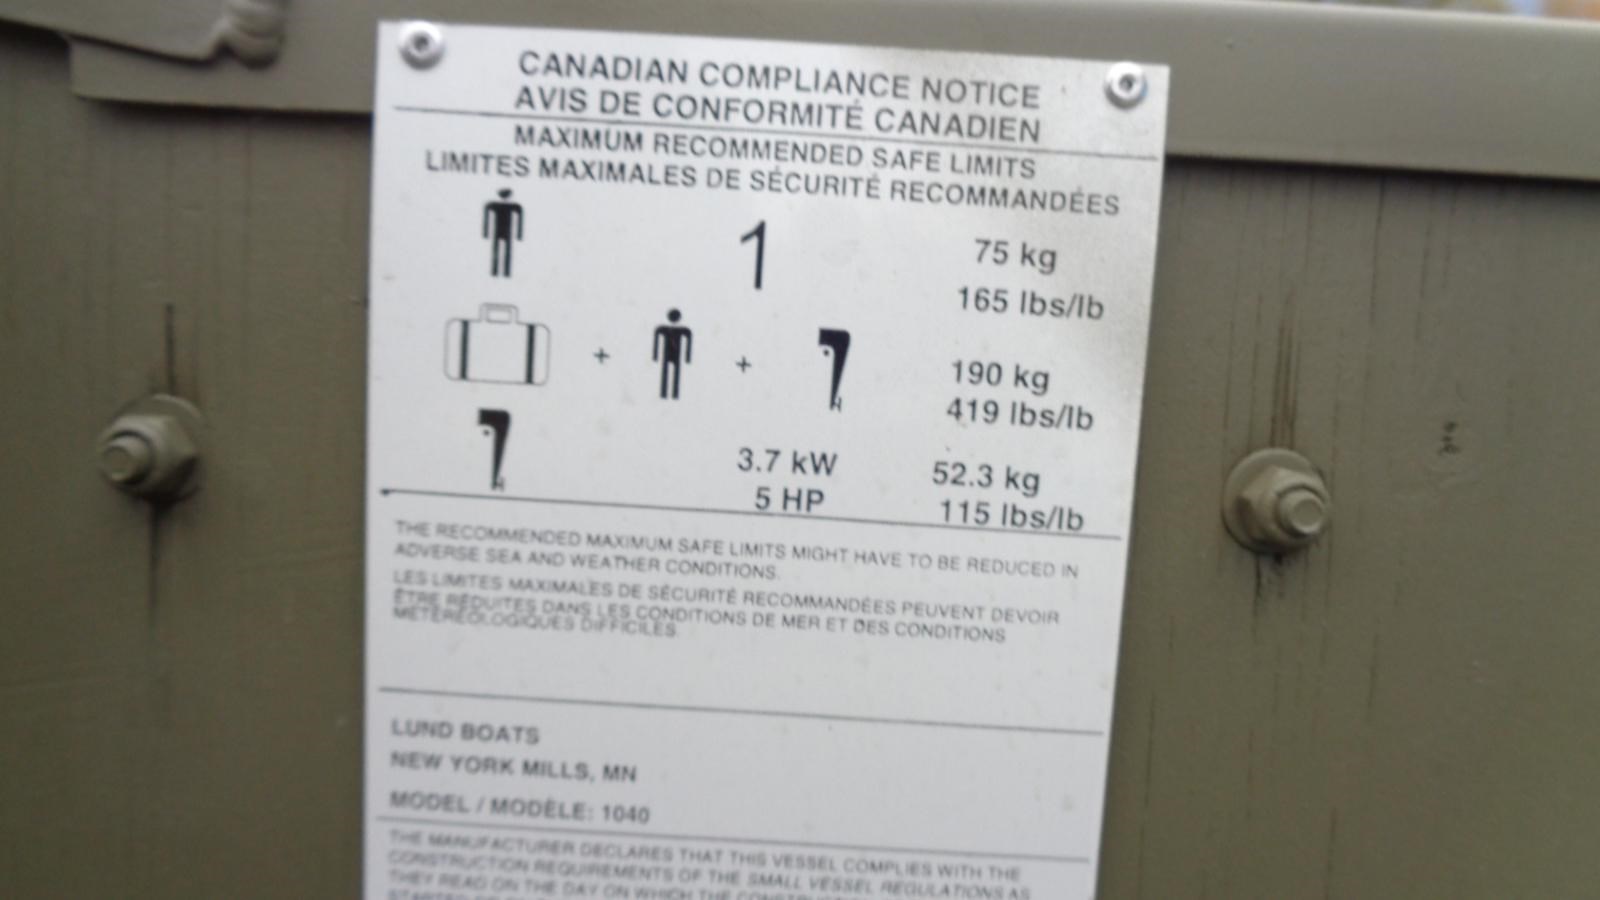 CANADIAN COMPLIANCE NOTICE
AVIS DE CONFORMITÉ CANADIEN
MAXIMUM RECOMMENDED SAFE LIMITS
LIMITES MAXIMALES DE SÉCURITÉ RECOMMANDÉES
1 75 kg
165 lbs/lb
+ + 190 kg
419 lbs/lb
3.7 kW 52.3 kg
5 HP 115 lbs/lb
THE RECOMMENDED MAXIMUM SAFE LIMITS MIGHT HAVE TO BE REDUCED IN
ADVERSE SEA AND WEATHER CONDITIONS.
LES LIMITES MAXIMALES DE SÉCURITÉ RECOMMANDÉES PEUVENT DEVOIR
ÊTRE RÉDUITES DANS LES CONDITIONS DE MER ET DES CONDITIONS
MÉTÉRÉOLOGIQUES DIFFICILES.
LUND BOATS
NEW YORK MILLS, MN
MODEL / MODÈLE: 1040
THE MANUFACTURER DECLARES THAT THIS VESSEL COMPLIES WITH THE
CONSTRUCTION REQUIREMENTS OF THE SMALL VESSEL REGULATIONS AS
THEY READ ON THE DAY ON WHICH THE